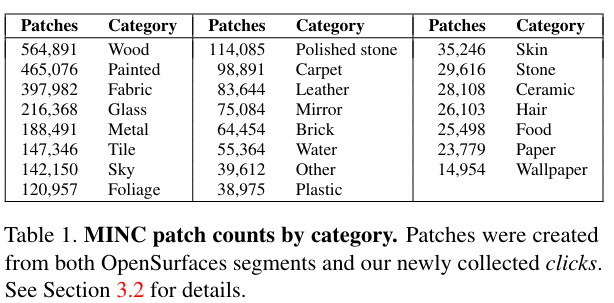 Patches Category Patches Category Patches Category
564,891 Wood 114,085 Polished stone 35,246 Skin
465,076 Painted 98,891 Carpet 29,616 Stone
397,982 Fabric 83,644 Leather 28,108 Ceramic
216,368 Glass 75,084 Mirror 26,103 Hair
188,491 Metal 64,454 Brick 25,498 Food
147,346 Tile 55,364 Water 23,779 Paper
142,150 Sky 39,612 Other 14,954 Wallpaper
120,957 Foliage 38,975 Plastic
Table 1. MINC patch counts by category. Patches were created
from both OpenSurfaces segments and our newly collected clicks.
See Section 3.2 for details.